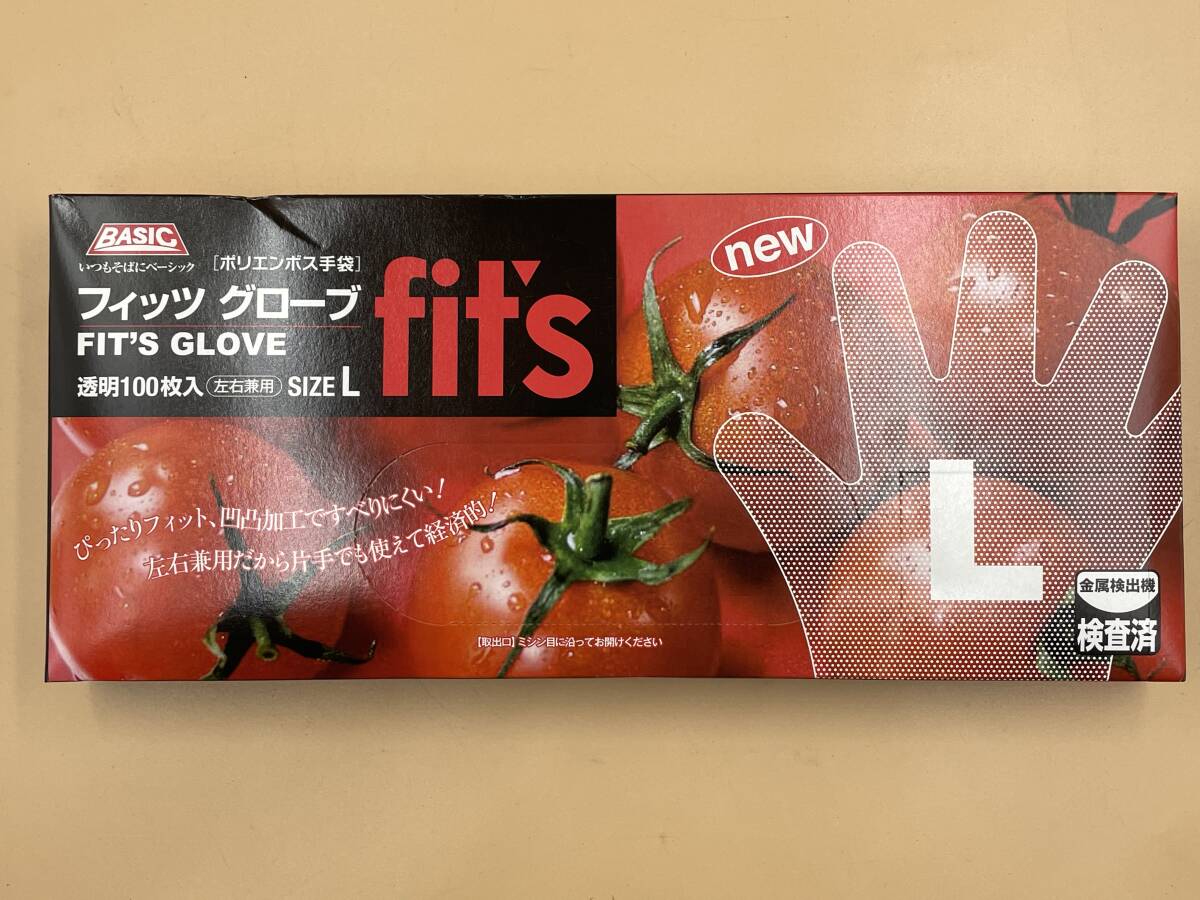 BASIC
いつもそばにベーシック
[ポリエンボス手袋]
フィッツ グローブ
FIT'S GLOVE
透明100枚入 左右兼用 SIZE L
fit's
new
ぴったりフィット、凹凸加工ですべりにくい!
左右兼用だから片手でも使えて経済的!
L
金属検出機
検査済
【取出口】ミシン目に沿ってお開けください